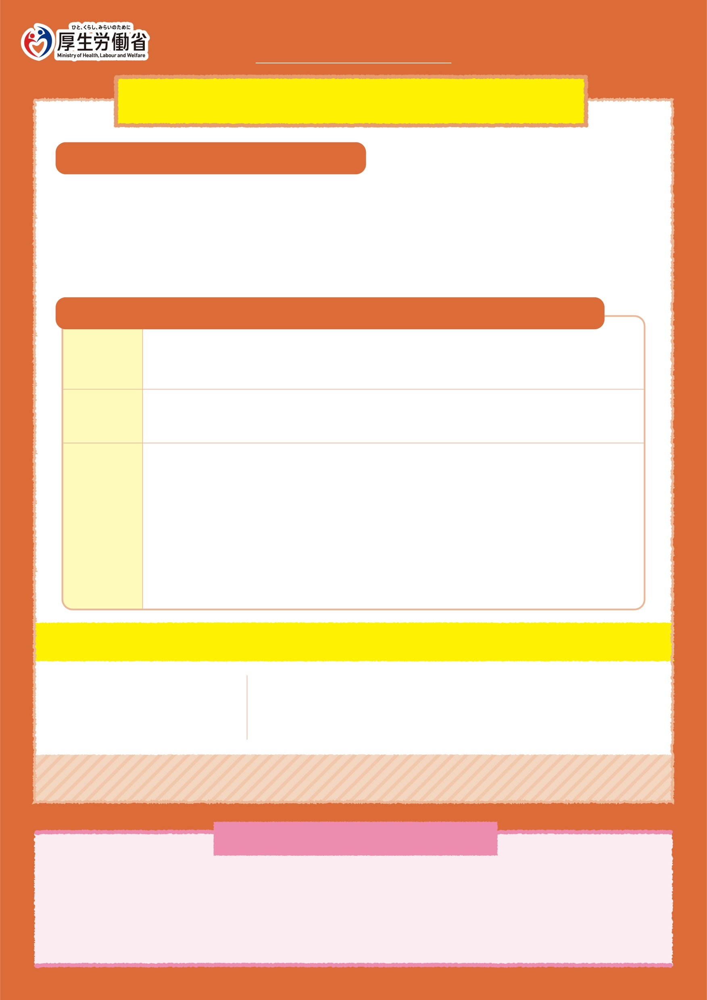 ひと、くらし、みらいのために
厚生労働省
Ministry of Health, Labour and Welfare